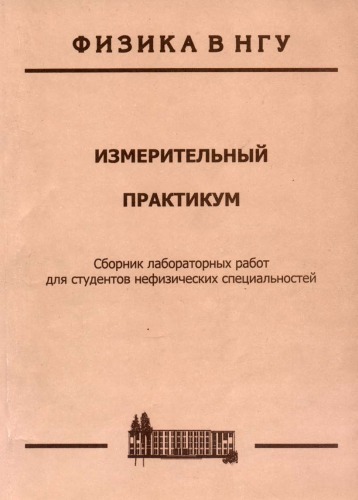 ФИЗИКА В НГУ
ИЗМЕРИТЕЛЬНЫЙ
ПРАКТИКУМ
Сборник лабораторных работ
для студентов нефизических специальностей